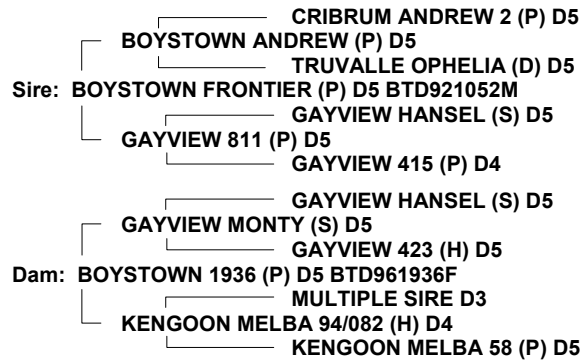 CRIBRUM ANDREW 2 (P) D5
BOYSTOWN ANDREW (P) D5
TRUVALLE OPHELIA (D) D5
Sire: BOYSTOWN FRONTIER (P) D5 BTD921052M
GAYVIEW HANSEL (S) D5
GAYVIEW 811 (P) D5
GAYVIEW 415 (P) D4
GAYVIEW HANSEL (S) D5
GAYVIEW MONTY (S) D5
GAYVIEW 423 (H) D5
Dam: BOYSTOWN 1936 (P) D5 BTD961936F
MULTIPLE SIRE D3
KENGOON MELBA 94/082 (H) D4
KENGOON MELBA 58 (P) D5